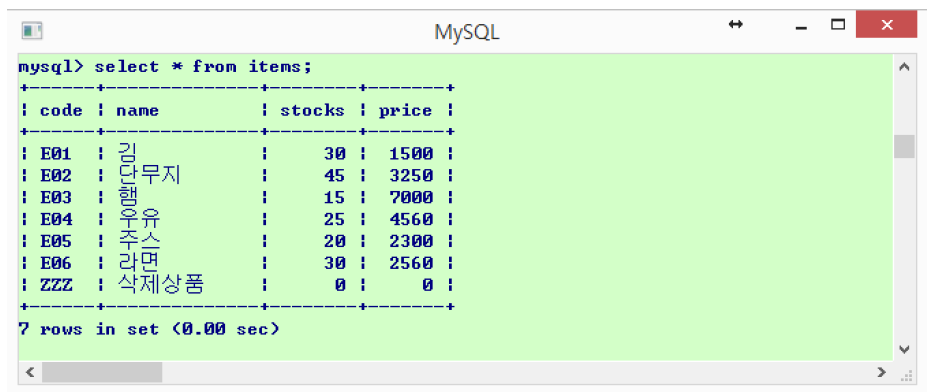 MySQL
mysql> select * from items;
+------+---------------+--------+-------+
| code | name | stocks | price |
+------+---------------+--------+-------+
| E01 | 김 | 30 | 1500 |
| E02 | 단무지 | 45 | 3250 |
| E03 | 햄 | 15 | 7000 |
| E04 | 우유 | 25 | 4560 |
| E05 | 주스 | 20 | 2300 |
| E06 | 라면 | 30 | 2560 |
| ZZZ | 삭제상품 | 0 | 0 |
+------+---------------+--------+-------+
7 rows in set (0.00 sec)